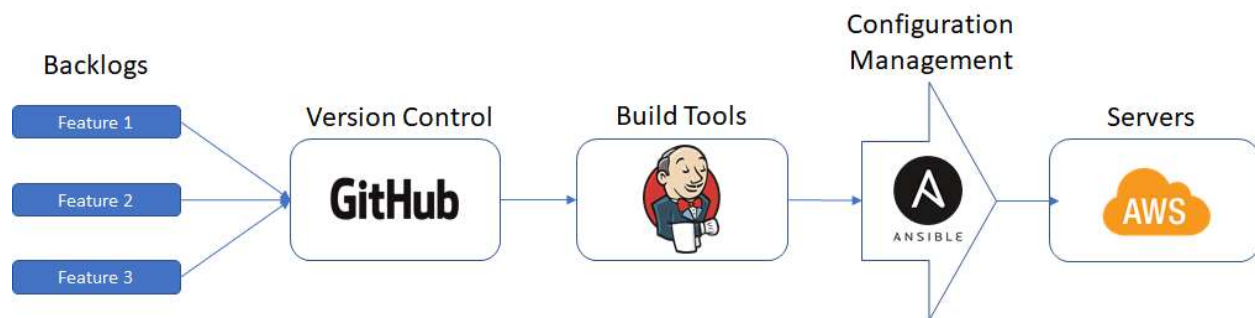 Configuration
Management
Backlogs
Version Control
Build Tools
Servers
Feature 1
Feature 2
Feature 3
GitHub
ANSIBLE
AWS